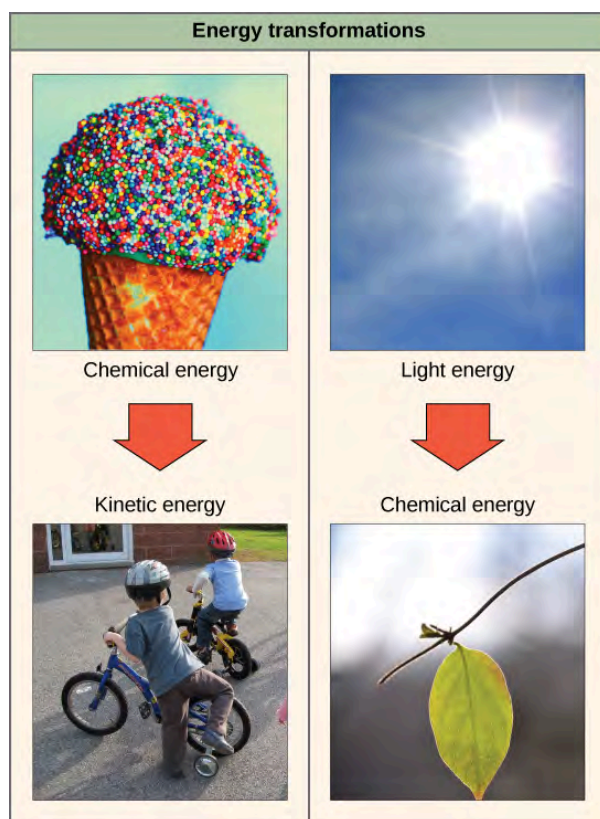 Energy transformations
Chemical energy
Kinetic energy
Light energy
Chemical energy